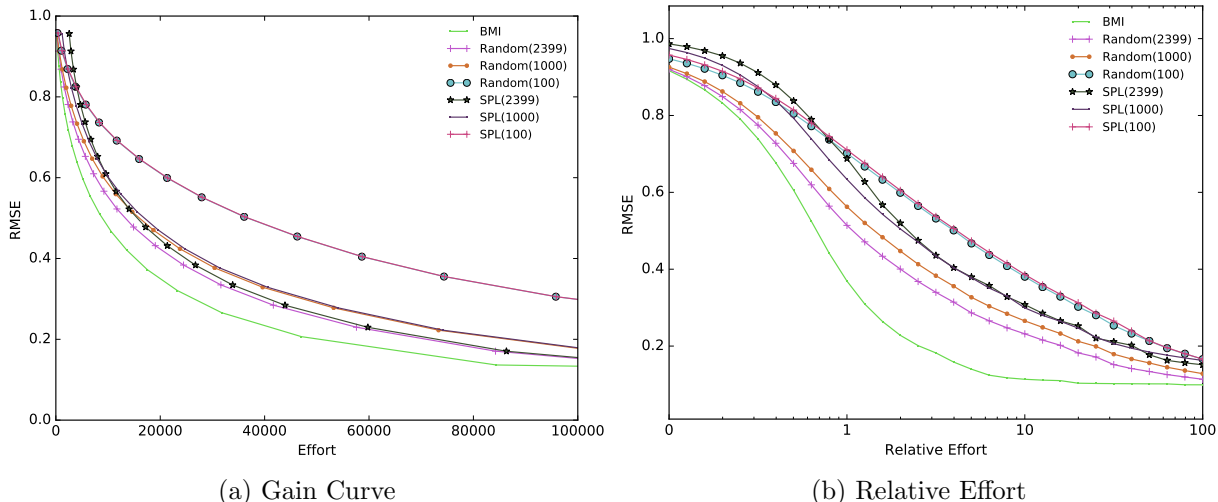 1.0
0.8
0.6
0.4
0.2
0.0
RMSE
0
20000
40000
60000
80000
100000
Effort
BMI
Random(2399)
Random(1000)
Random(100)
SPL(2399)
SPL(1000)
SPL(100)
(a) Gain Curve
1.0
0.8
0.6
0.4
0.2
RMSE
0
1
10
100
Relative Effort
BMI
Random(2399)
Random(1000)
Random(100)
SPL(2399)
SPL(1000)
SPL(100)
(b) Relative Effort